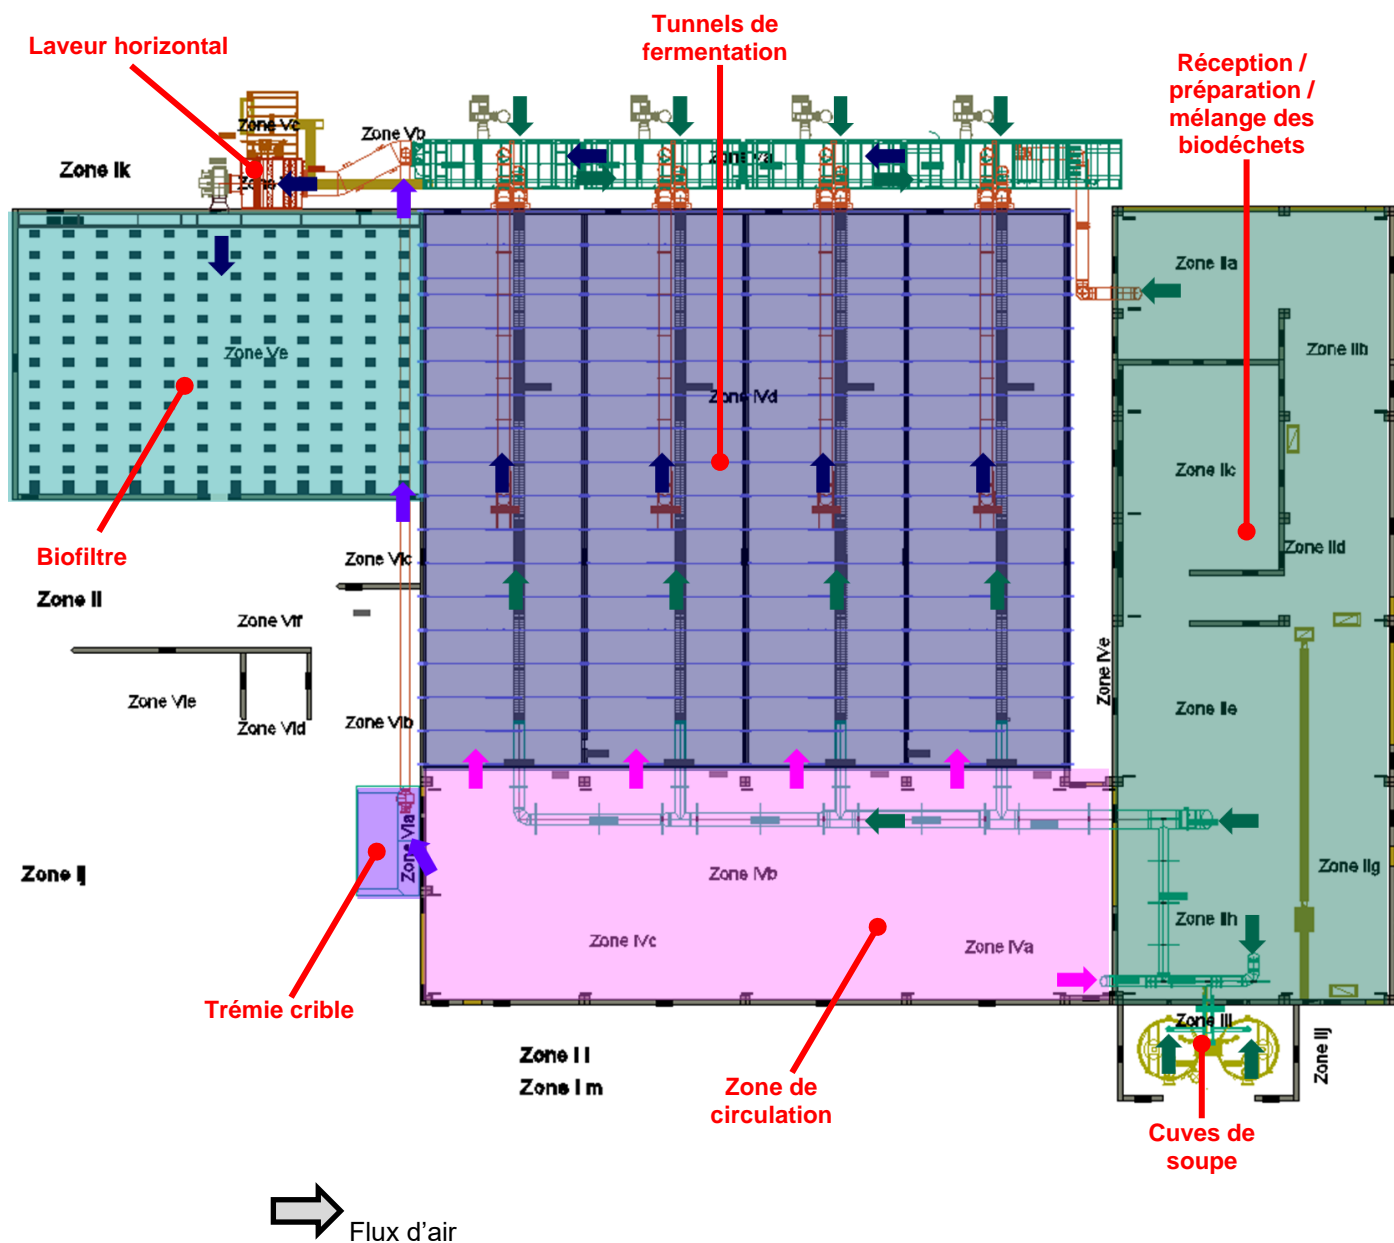 Tunnels de
fermentation
Laveur horizontal
Réception /
préparation /
mélange des
biodéchets
Zone Vc
Zone Vb
Zone Va
Zone Ik
Zone
Zone IIa
Zone IIb
Zone Ve
Zone IVd
Zone IIc
Zone IId
Biofiltre
Zone VIc
Zone II
Zone VIf
Zone IVe
Zone VIe
Zone VId
Zone VIb
Zone IIe
Zone VIa
Zone Ij
Zone IVb
Zone IIg
Zone IVc
Zone IVa
Zone IIh
Trémie crible
Zone III
Zone IIj
Zone I l
Zone I m
Zone de
circulation
Cuves de
soupe
Flux d’air